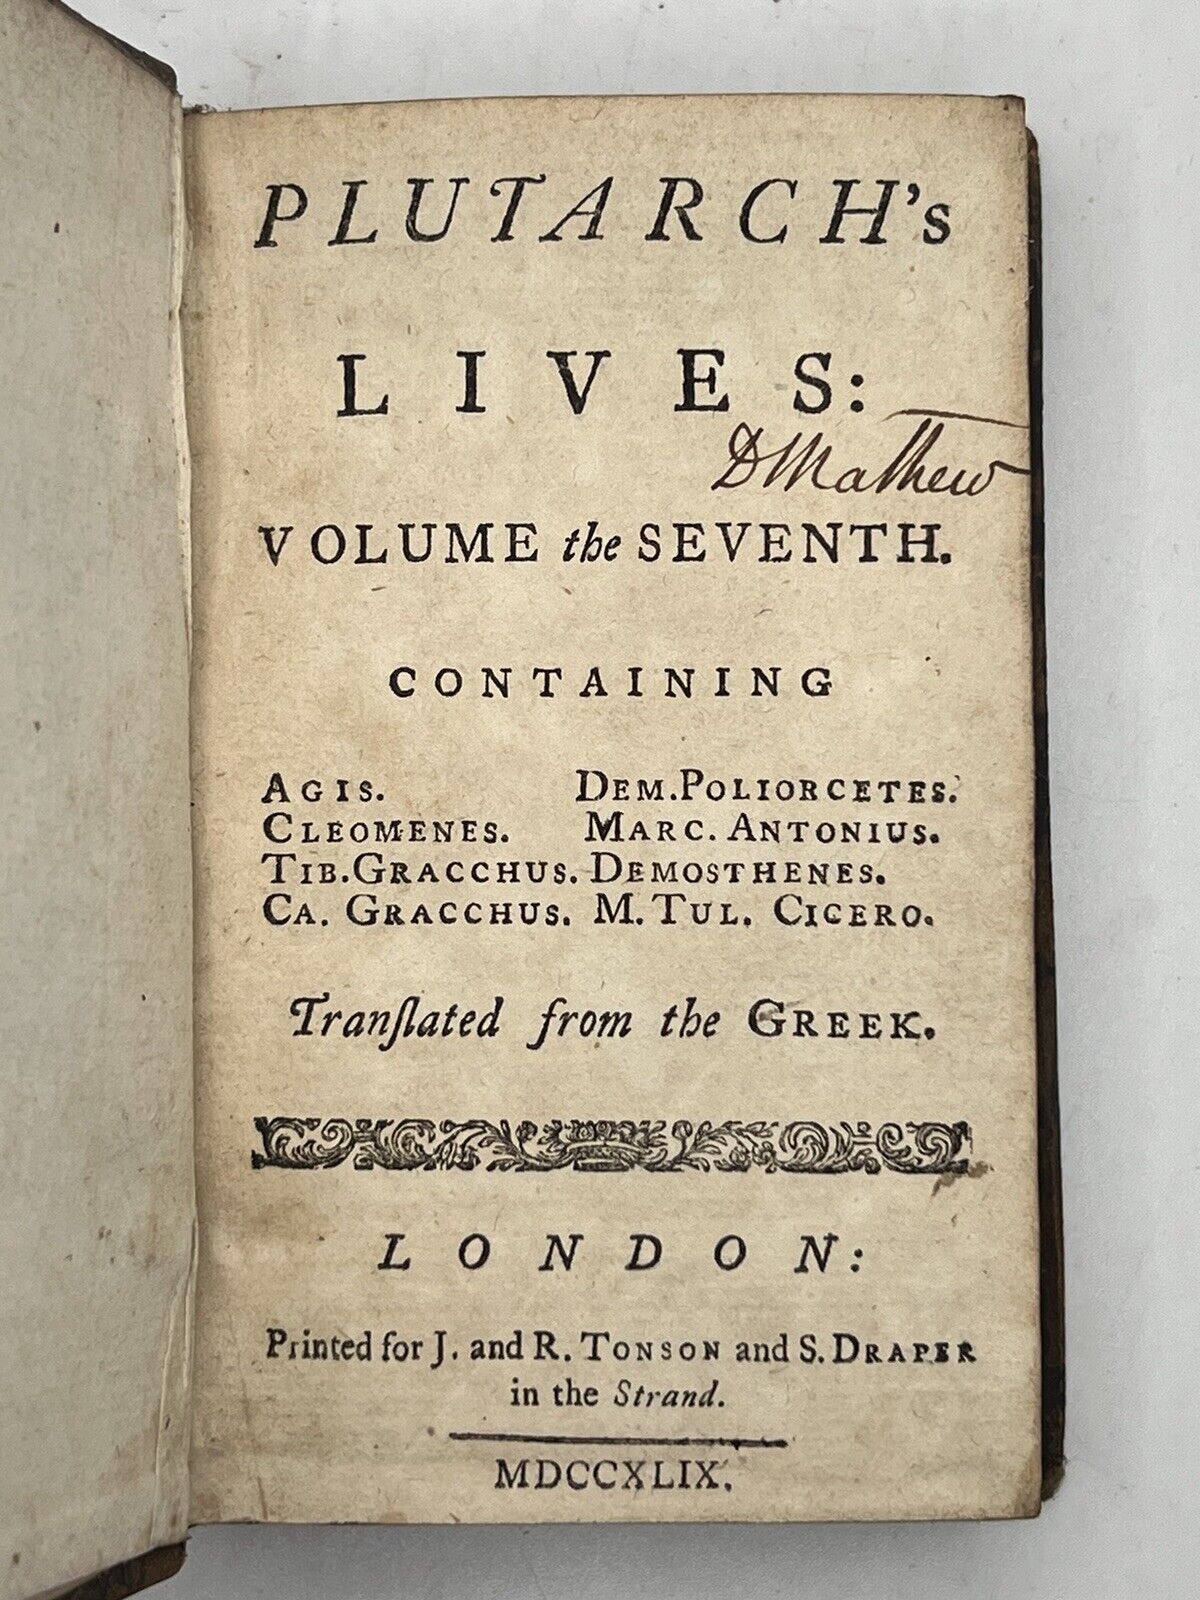 PLUTARCH's
LIVES:
D Mathew
VOLUME the SEVENTH.
CONTAINING
AGIS. DEM. POLIORCETES.
CLEOMENES. MARC. ANTONIUS.
TIB. GRACCHUS. DEMOSTHENES.
CA. GRACCHUS. M. TUL. CICERO.
Tranſlated from the GREEK.
LONDON:
Printed for J. and R. TONSON and S. DRAPER
in the Strand.
MDCCXLIX.